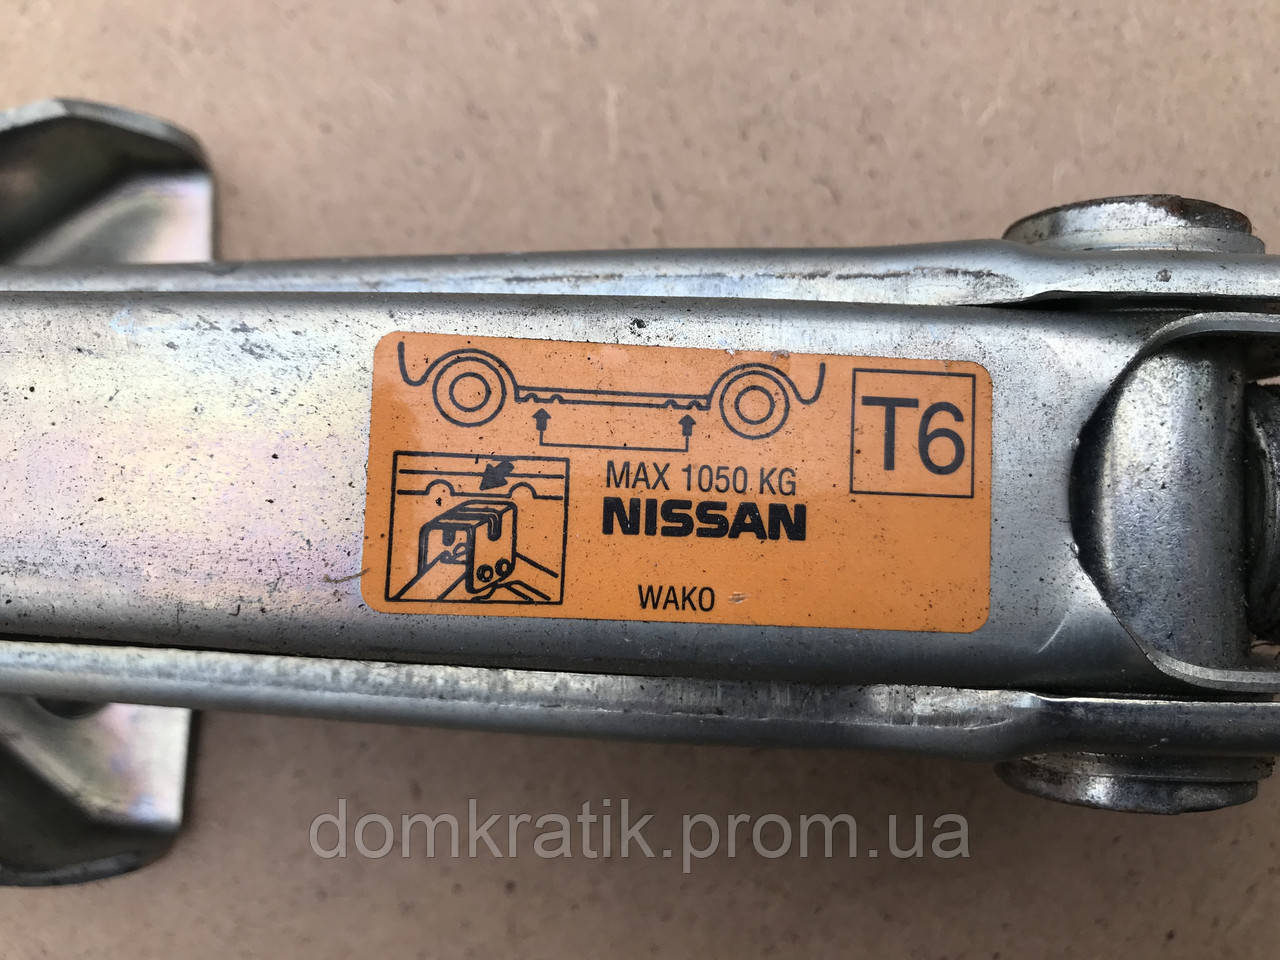 T6
MAX 1050 KG
NISSAN
WAKO
domkratik.prom.ua